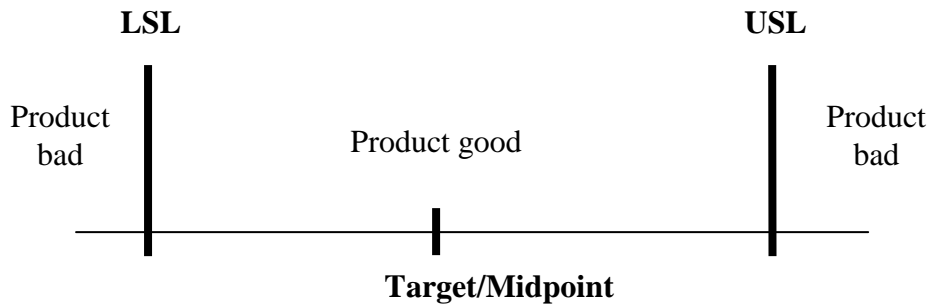 LSL
USL
Product
bad
Product good
Product
bad
Target/Midpoint